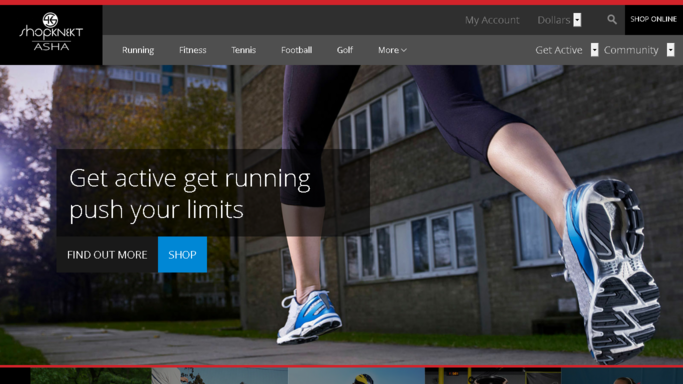 My Account
Dollars
SHOP ONLINE
shopKNEKT
ASHA
Running
Fitness
Tennis
Football
Golf
More
Get Active
Community
Get active get running
push your limits
FIND OUT MORE
SHOP